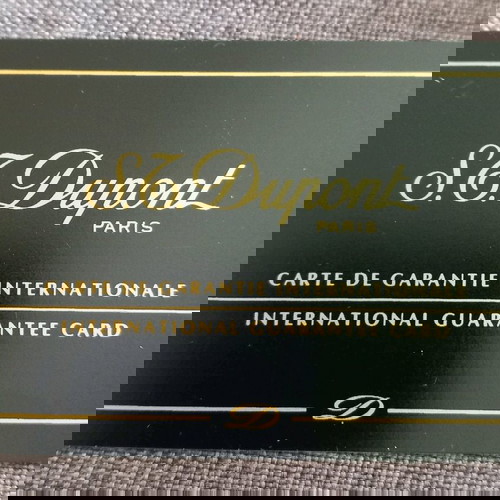 S.T. Dupont
PARIS
CARTE DE GARANTIE
INTERNATIONALE
INTERNATIONAL GUARANTEE CARD
D